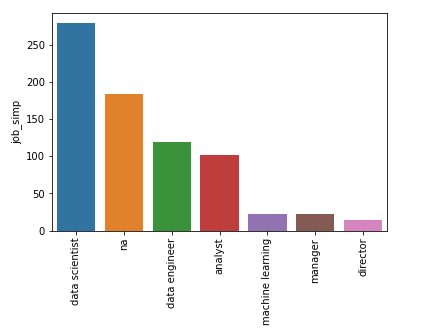 250
200
150
100
50
0
job_simp
data scientist
na
data engineer
analyst
machine learning
manager
director